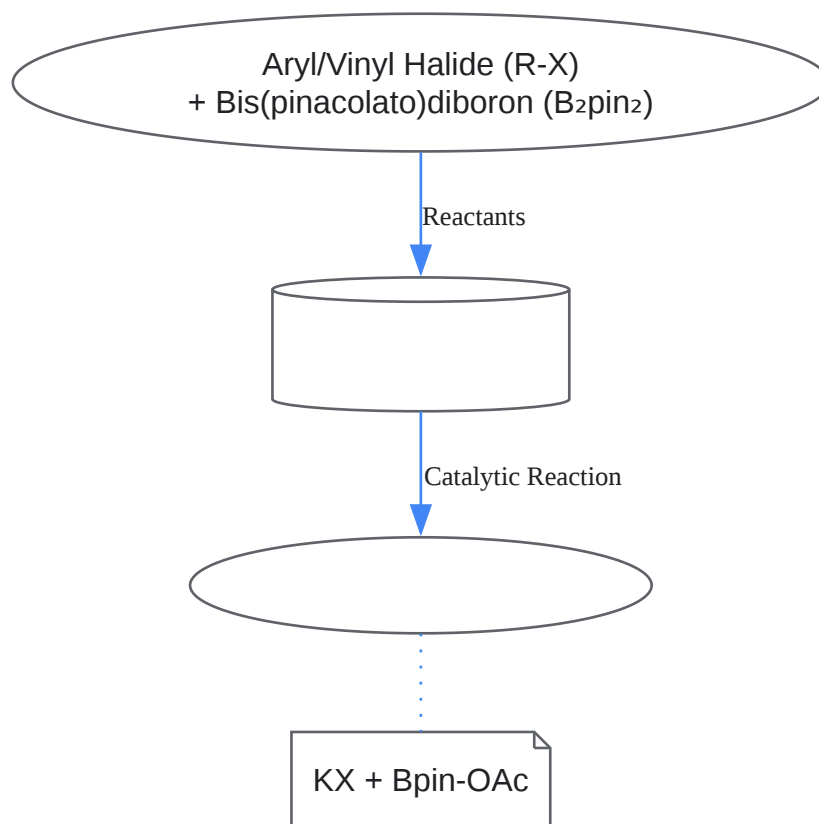 Aryl/Vinyl Halide (R-X)
+ Bis(pinacolato)diboron (B₂pin₂)
Reactants
Catalytic Reaction
KX + Bpin-OAc